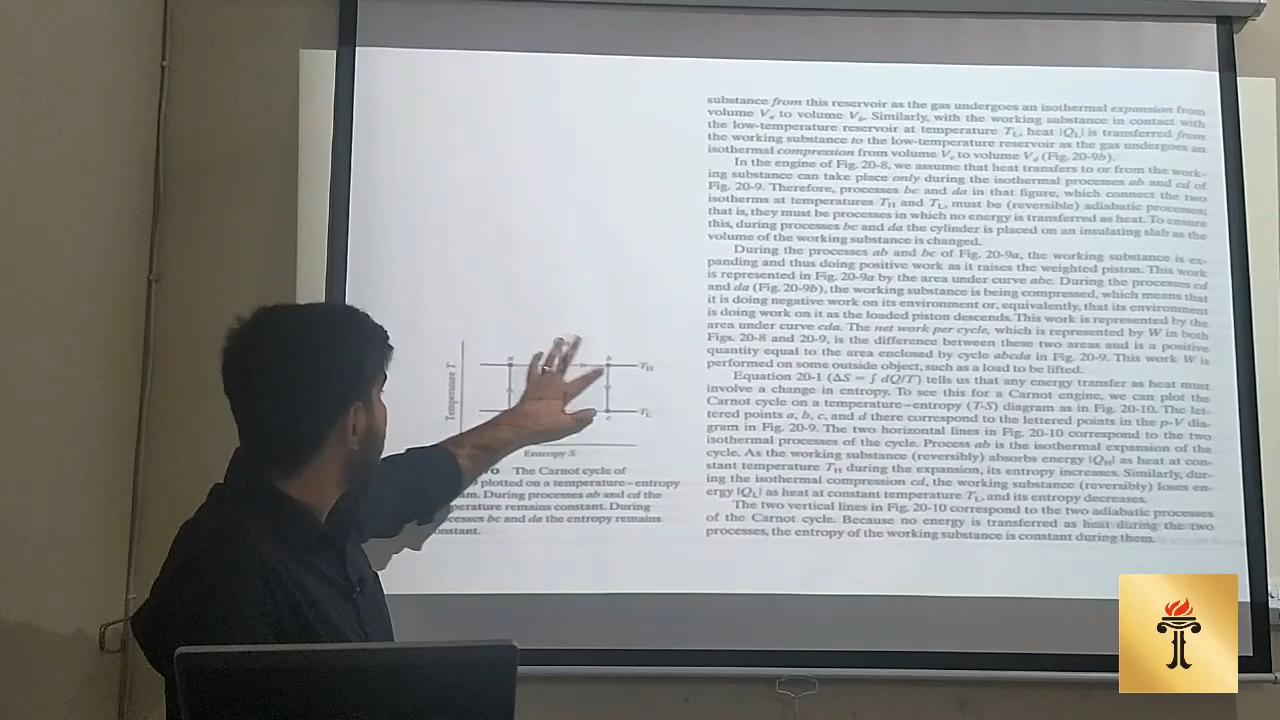 Temperature T
a
b
T_H
c
T_L
Entropy S
The Carnot cycle of
plotted on a temperature–entropy
During processes ab and cd the
remains constant. During
bc and da the entropy remains
substance from this reservoir as the gas undergoes an isothermal expansion from
volume V_a to volume V_b. Similarly, with the working substance in contact with
the low-temperature reservoir at temperature T_L, heat |Q_L| is transferred from
the working substance to the low-temperature reservoir as the gas undergoes an
isothermal compression from volume V_c to volume V_d (Fig. 20-9b).
In the engine of Fig. 20-8, we assume that heat transfers to or from the work-
ing substance can take place only during the isothermal processes ab and cd of
Fig. 20-9. Therefore, processes bc and da in that figure, which connect the two
isotherms at temperatures T_H and T_L, must be (reversible) adiabatic processes;
that is, they must be processes in which no energy is transferred as heat. To ensure
this, during processes bc and da the cylinder is placed on an insulating slab as the
volume of the working substance is changed.
During the processes ab and bc of Fig. 20-9a, the working substance is ex-
panding and thus doing positive work as it raises the weighted piston. This work
is represented in Fig. 20-9a by the area under curve abc. During the processes cd
and da (Fig. 20-9b), the working substance is being compressed, which means that
it is doing negative work on its environment or, equivalently, that its environment
is doing work on it as the loaded piston descends. This work is represented by the
area under curve cda. The net work per cycle, which is represented by W in both
Figs. 20-8 and 20-9, is the difference between these two areas and is a positive
quantity equal to the area enclosed by cycle abcda in Fig. 20-9. This work W is
performed on some outside object, such as a load to be lifted.
Equation 20-1 (ΔS = ∫ dQ/T) tells us that any energy transfer as heat must
involve a change in entropy. To see this for a Carnot engine, we can plot the
Carnot cycle on a temperature–entropy (T-S) diagram as in Fig. 20-10. The let-
tered points a, b, c, and d there correspond to the lettered points in the p-V dia-
gram in Fig. 20-9. The two horizontal lines in Fig. 20-10 correspond to the two
isothermal processes of the cycle. Process ab is the isothermal expansion of the
cycle. As the working substance (reversibly) absorbs energy |Q_H| as heat at con-
stant temperature T_H during the expansion, its entropy increases. Similarly, dur-
ing the isothermal compression cd, the working substance (reversibly) loses en-
ergy |Q_L| as heat at constant temperature T_L, and its entropy decreases.
The two vertical lines in Fig. 20-10 correspond to the two adiabatic processes
of the Carnot cycle. Because no energy is transferred as heat during the two
processes, the entropy of the working substance is constant during them.